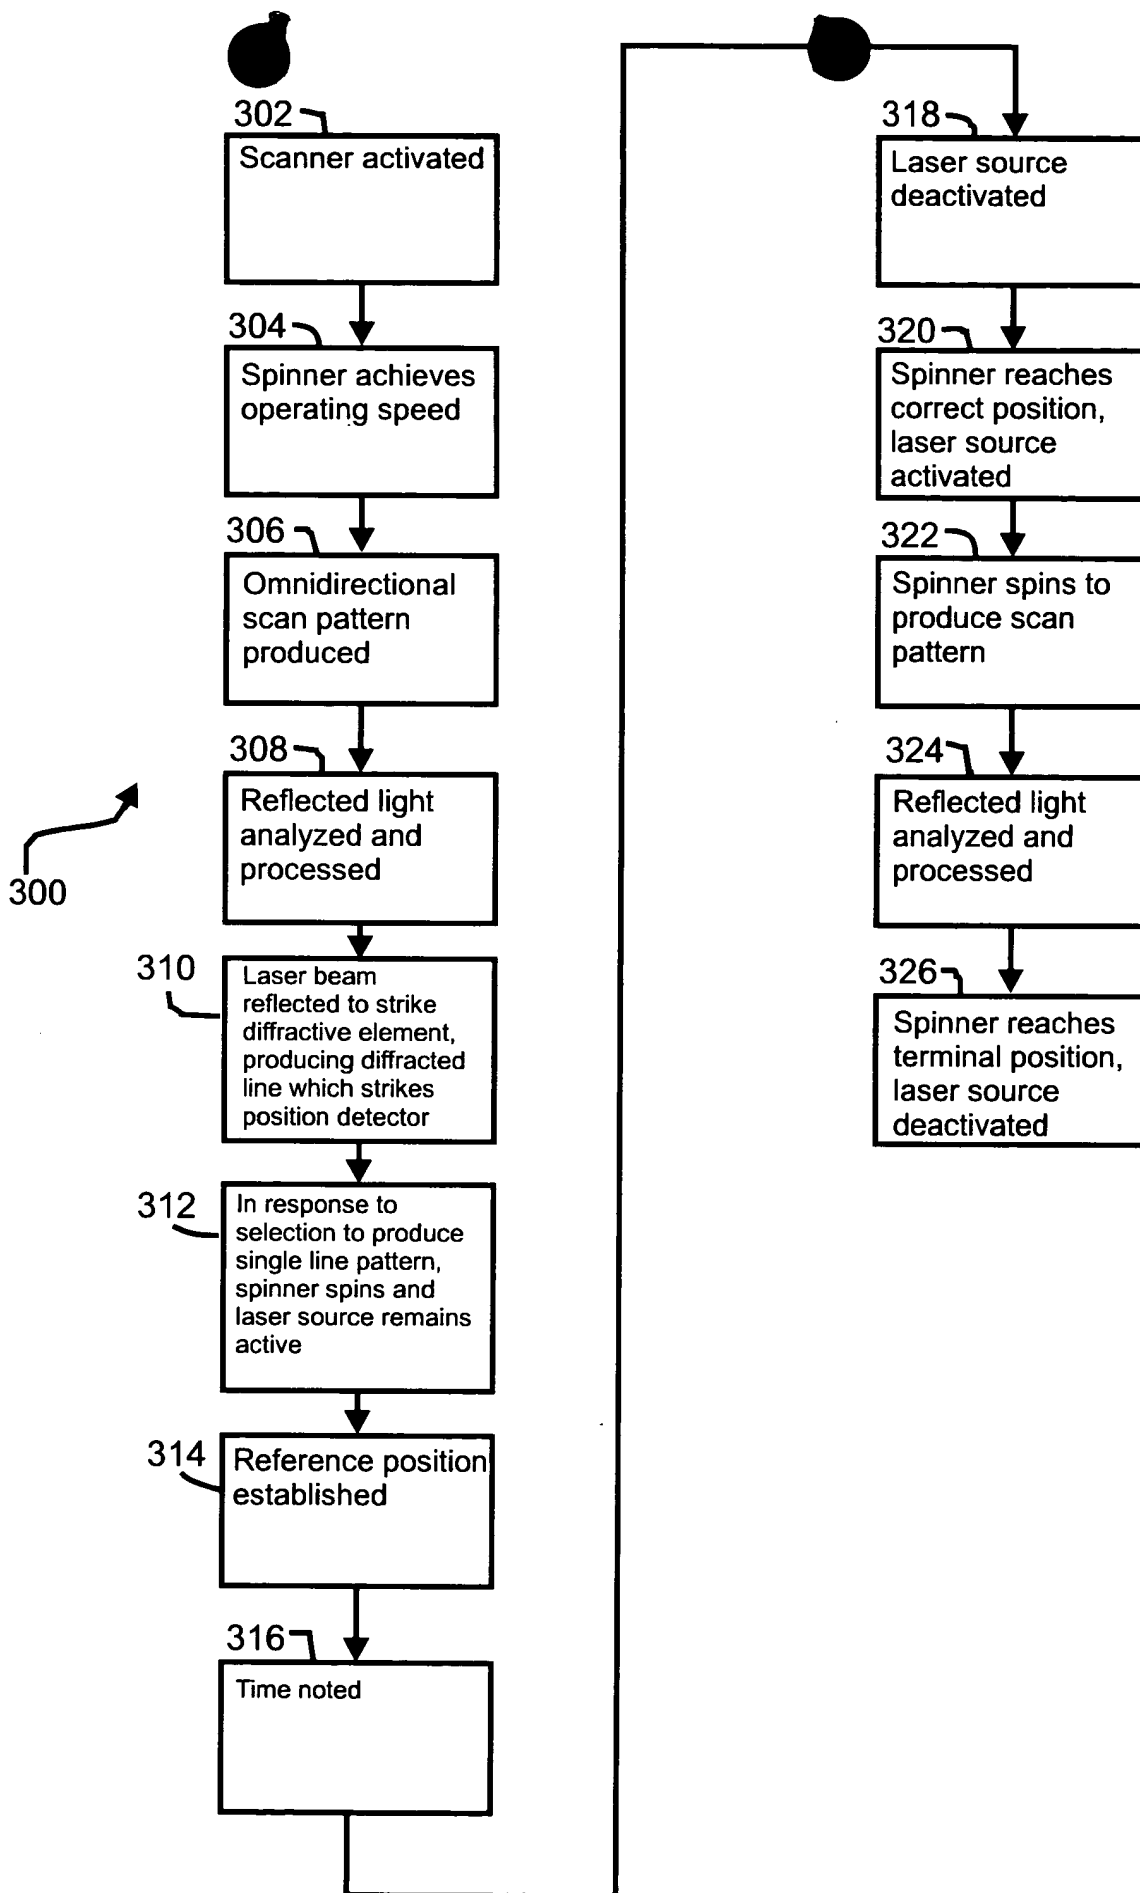 302
Scanner activated
304
Spinner achieves
operating speed
306
Omnidirectional
scan pattern
produced
308
Reflected light
analyzed and
processed
300
310
Laser beam
reflected to strike
diffractive element,
producing diffracted
line which strikes
position detector
312
In response to
selection to produce
single line pattern,
spinner spins and
laser source remains
active
314
Reference position
established
316
Time noted
318
Laser source
deactivated
320
Spinner reaches
correct position,
laser source
activated
322
Spinner spins to
produce scan
pattern
324
Reflected light
analyzed and
processed
326
Spinner reaches
terminal position,
laser source
deactivated